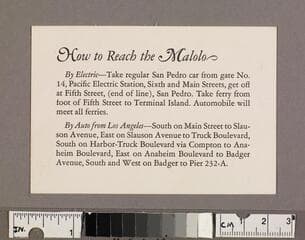 How to Reach the Malolo
By Electric—Take regular San Pedro car from gate No.
14, Pacific Electric Station, Sixth and Main Streets, get off
at Fifth Street, (end of line), San Pedro. Take ferry from
foot of Fifth Street to Terminal Island. Automobile will
meet all ferries.
By Auto from Los Angeles—South on Main Street to Slau-
son Avenue, East on Slauson Avenue to Truck Boulevard,
South on Harbor-Truck Boulevard via Compton to Ana-
heim Boulevard, East on Anaheim Boulevard to Badger
Avenue, South and West on Badger to Pier 232-A.
IN. 1 CM 1 2 3